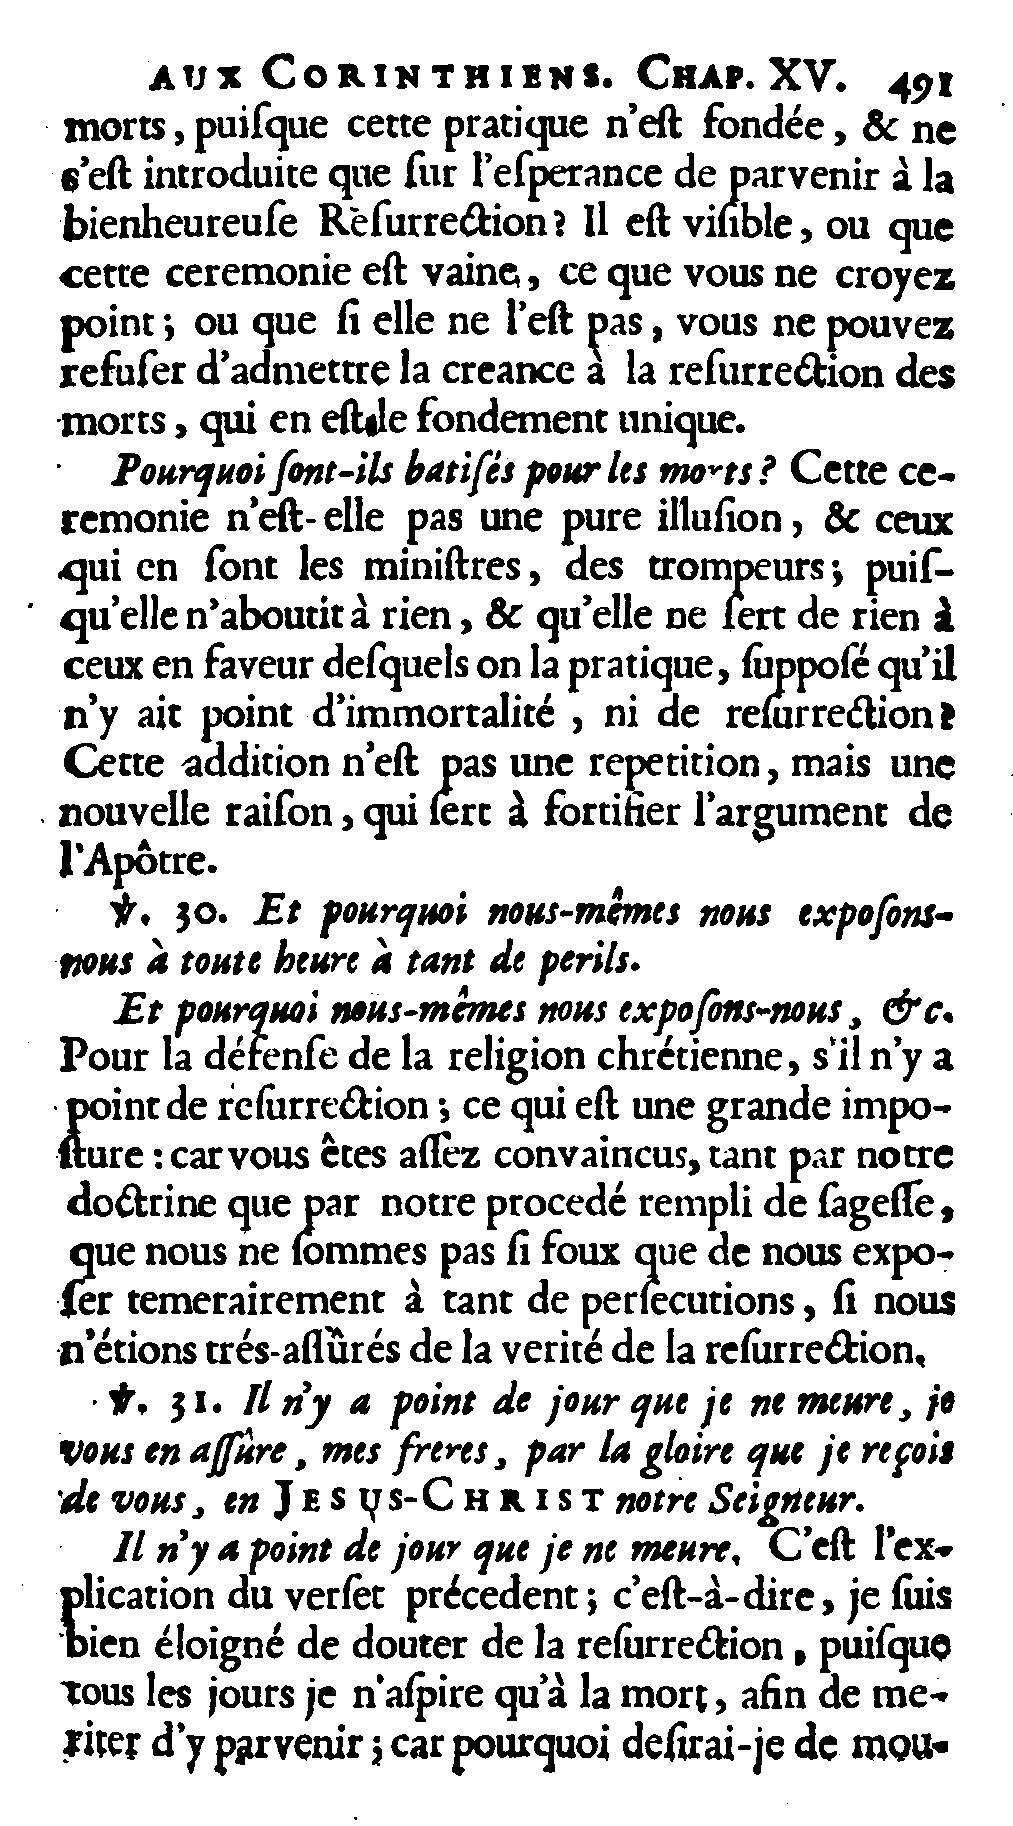 AUX CORINTHIENS. CHAP. XV. 491
morts, puiſque cette pratique n'eſt fondée, & ne
s'eſt introduite que ſur l'eſperance de parvenir à la
bienheureuſe Reſurrection? Il eſt viſible, ou que
cette ceremonie eſt vaine, ce que vous ne croyez
point; ou que ſi elle ne l'eſt pas, vous ne pouvez
refuſer d'admettre la creance à la reſurrection des
morts, qui en eſt le fondement unique.
Pourquoi ſont-ils batiſés pour les morts? Cette ce-
remonie n'eſt-elle pas une pure illuſion, & ceux
qui en ſont les miniſtres, des trompeurs; puiſ-
qu'elle n'aboutit à rien, & qu'elle ne ſert de rien à
ceux en faveur deſquels on la pratique, ſuppoſé qu'il
n'y ait point d'immortalité, ni de reſurrection?
Cette addition n'eſt pas une repetition, mais une
nouvelle raiſon, qui ſert à fortifier l'argument de
l'Apôtre.
℣. 30. Et pourquoi nous-mêmes nous expoſons-
nous à toute heure à tant de perils.
Et pourquoi nous-mêmes nous expoſons-nous, &c.
Pour la défenſe de la religion chrétienne, s'il n'y a
point de reſurrection; ce qui eſt une grande impo-
ſture: car vous êtes aſſez convaincus, tant par notre
doctrine que par notre procedé rempli de ſageſſe,
que nous ne ſommes pas ſi foux que de nous expo-
ſer temerairement à tant de perſecutions, ſi nous
n'étions trés-aſſûrés de la verité de la reſurrection.
℣. 31. Il n'y a point de jour que je ne meure, je
vous en aſſûre, mes freres, par la gloire que je reçois
de vous, en JESUS-CHRIST notre Seigneur.
Il n'y a point de jour que je ne meure. C'eſt l'ex-
plication du verſet précedent; c'eſt-à-dire, je ſuis
bien éloigné de douter de la reſurrection, puiſque
tous les jours je n'aſpire qu'à la mort, afin de me-
riter d'y parvenir; car pourquoi deſirai-je de mou-